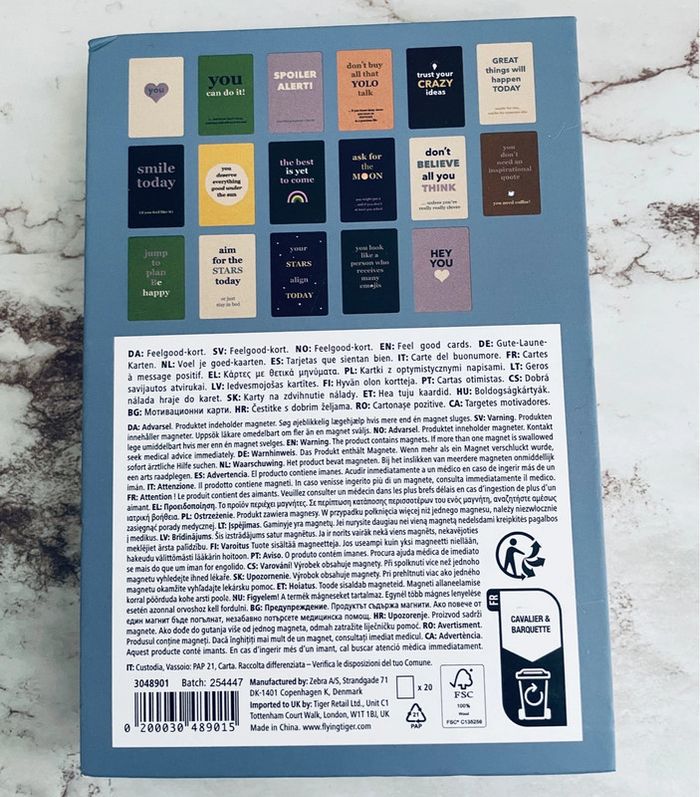 you
you
can do it!
SPOILER
ALERT!
don't buy
all that
YOLO
talk
trust your
CRAZY
ideas
GREAT
things will
happen
TODAY
smile
today
(if you feel like it)
you
deserve
everything
good under
the sun
the best
is yet
to come
ask for
the
MOON
don't
BELIEVE
all you
THINK
... unless you're
really really clever
you
don't
need an
inspirational
quote
you need coffee!
jump
to
plan
Be
happy
aim
for the
STARS
today
or just
stay in bed
your
STARS
align
TODAY
you look
like a
person who
receives
many
emojis
HEY
YOU
DA: Feelgood-kort. SV: Feelgood-kort. NO: Feelgood-kort. EN: Feel good cards. DE: Gute-Laune-
Karten. NL: Voel je goed-kaarten. ES: Tarjetas que sientan bien. IT: Carte del buonumore. FR: Cartes
à message positif. EL: Κάρτες με θετικά μηνύματα. PL: Kartki z optymistycznymi napisami. LT: Geros
savijautos atvirukai. LV: Iedvesmojošas kartītes. FI: Hyvän olon kortteja. PT: Cartas otimistas. CS: Dobrá
nálada hraje do karet. SK: Karty na zdvihnutie nálady. ET: Hea tuju kaardid. HU: Boldogságkártyák.
BG: Мотивационни карти. HR: Čestitke s dobrim željama. RO: Cartonașe pozitive. CA: Targetes motivadores.
DA: Advarsel. Produktet indeholder magneter. Søg øjeblikkelig lægehjælp hvis mere end én magnet sluges. SV: Varning. Produkten
innehåller magneter. Uppsök läkare omedelbart om fler än en magnet sväljs. NO: Advarsel. Produktet inneholder magneter. Kontakt
lege umiddelbart hvis mer enn én magnet svelges. EN: Warning. The product contains magnets. If more than one magnet is swallowed
seek medical advice immediately. DE: Warnhinweis. Das Produkt enthält Magnete. Wenn mehr als ein Magnet verschluckt wurde,
sofort ärztliche Hilfe suchen. NL: Waarschuwing. Het product bevat magneten. Bij het inslikken van meerdere magneten onmiddellijk
een arts raadplegen. ES: Advertencia. El producto contiene imanes. Acudir inmediatamente a un médico en caso de ingerir más de un
imán. IT: Attenzione. Il prodotto contiene magneti. In caso venisse ingerito più di un magnete, consulta immediatamente il medico.
FR: Attention ! Le produit contient des aimants. Veuillez consulter un médecin dans les plus brefs délais en cas d'ingestion de plus d'un
aimant. EL: Προειδοποίηση. Το προϊόν περιέχει μαγνήτες. Σε περίπτωση κατάποσης περισσοτέρων του ενός μαγνήτη, αναζητήστε αμέσως
ιατρική βοήθεια. PL: Ostrzeżenie. Produkt zawiera magnesy. W przypadku połknięcia więcej niż jednego magnesu, należy niezwłocznie
zasięgnąć porady medycznej. LT: Įspėjimas. Gaminyje yra magnetų. Jei nurysite daugiau nei vieną magnetą nedelsdami kreipkitės pagalbos
į medikus. LV: Brīdinājums. Šis izstrādājums satur magnētus. Ja ir norīts vairāk nekā viens magnēts, nekavējoties
meklējiet ārsta palīdzību. FI: Varoitus Tuote sisältää magneetteja. Jos useampi kuin yksi magneetti niellään,
hakeudu välittömästi lääkärin hoitoon. PT: Aviso. O produto contém ímanes. Procura ajuda médica de imediato
se mais do que um iman for engolido. CS: Varování! Výrobek obsahuje magnety. Při spolknutí více než jednoho
magnetu vyhledejte ihned lékaře. SK: Upozornenie. Výrobok obsahuje magnety. Pri prehltnutí viac ako jedného
magnetu okamžite vyhľadajte lekársku pomoc. ET: Hoiatus. Toode sisaldab magneteid. Magneti allaneelamise
korral pöörduda kohe arsti poole. HU: Figyelem! A termék mágneseket tartalmaz. Egynél több mágnes lenyelése
esetén azonnal orvoshoz kell fordulni. BG: Предупреждение. Продуктът съдържа магнити. Ако повече от
един магнит бъде погълнат, незабавно потърсете медицинска помощ. HR: Upozorenje. Proizvod sadrži
magnete. Ako dođe do gutanja više od jednog magneta, odmah zatražite liječničku pomoć. RO: Avertisment.
Produsul conține magneți. Dacă înghițiți mai mult de un magnet, consultați imediat medicul. CA: Advertència.
Aquest producte conté imants. En cas d'ingerir més d'un imant, cal buscar atenció mèdica immediatament.
IT: Custodia, Vassoio: PAP 21, Carta. Raccolta differenziata – Verifica le disposizioni del tuo Comune.
3048901 Batch: 254447
0 200030 489015
Manufactured by: Zebra A/S, Strandgade 71
DK-1401 Copenhagen K, Denmark
Imported to UK by: Tiger Retail Ltd., Unit C1
Tottenham Court Walk, London, W1T 1BJ, UK
Made in China. www.flyingtiger.com
x 20
21
PAP
FSC
100%
Wood
FSC® C138256
FR
CAVALIER &
BARQUETTE